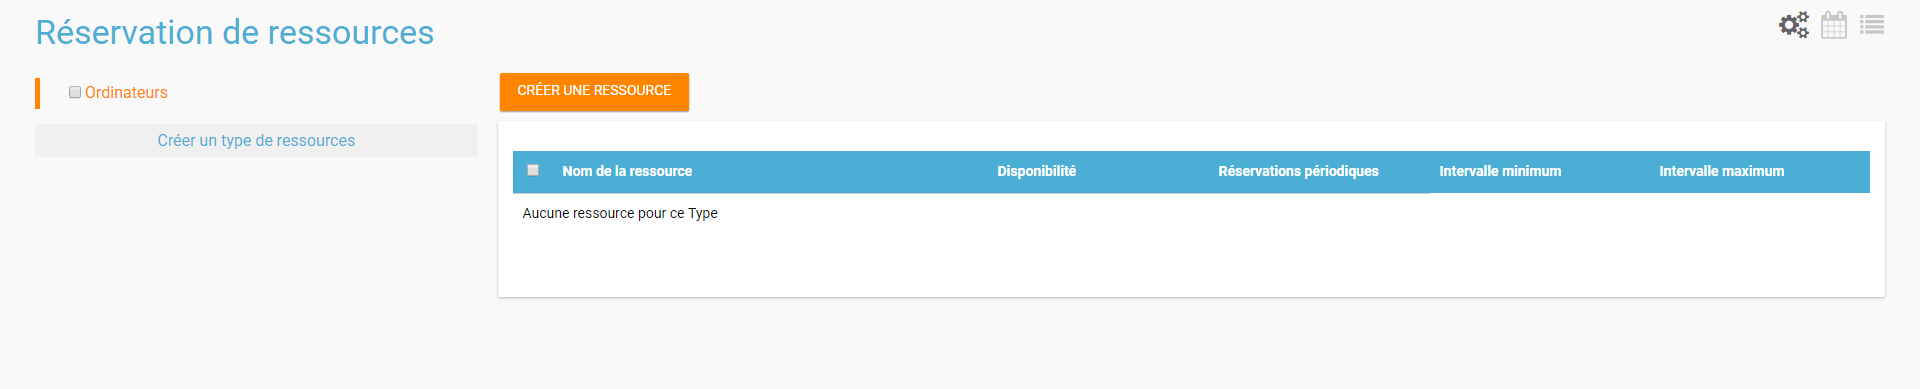 Réservation de ressources
Ordinateurs
Créer un type de ressources
CRÉER UNE RESSOURCE
Nom de la ressource Disponibilité Réservations périodiques Intervalle minimum Intervalle maximum
Aucune ressource pour ce Type